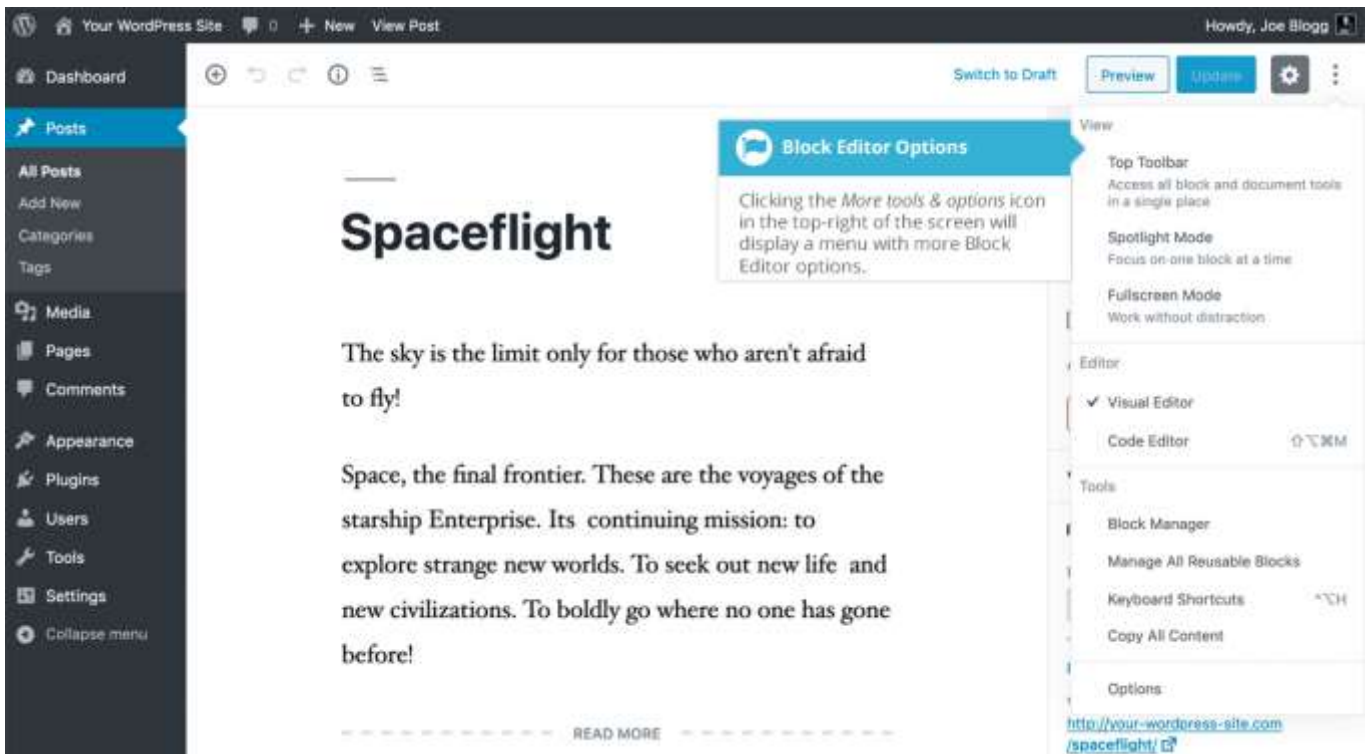 Your WordPress Site 0 + New View Post
Howdy, Joe Blogg
Dashboard
Posts
All Posts
Add New
Categories
Tags
Media
Pages
Comments
Appearance
Plugins
Users
Tools
Settings
Collapse menu
Switch to Draft
Preview
Update
Spaceflight
The sky is the limit only for those who aren't afraid
to fly!
Space, the final frontier. These are the voyages of the
starship Enterprise. Its continuing mission: to
explore strange new worlds. To seek out new life and
new civilizations. To boldly go where no one has gone
before!
READ MORE
Block Editor Options
Clicking the More tools & options icon
in the top-right of the screen will
display a menu with more Block
Editor options.
View
Top Toolbar
Access all block and document tools
in a single place
Spotlight Mode
Focus on one block at a time
Fullscreen Mode
Work without distraction
Editor
✓ Visual Editor
Code Editor ⇧⌥⌘M
Tools
Block Manager
Manage All Reusable Blocks
Keyboard Shortcuts ^⌥H
Copy All Content
Options
http://your-wordpress-site.com
/spaceflight/